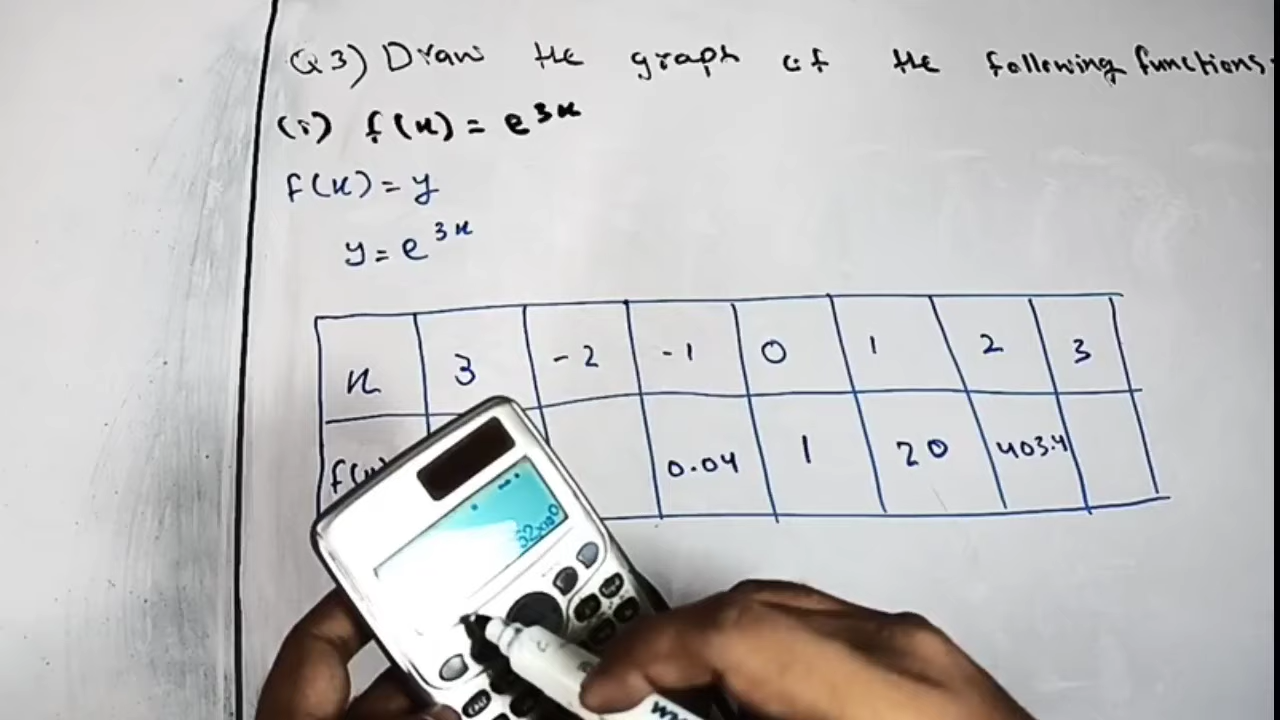 Q3) Draw the graph of the following functions.
(i) f(x) = e^3x
f(x) = y
y = e^3x
x 3 -2 -1 0 1 2 3
f(x) 0.04 1 20 403.4